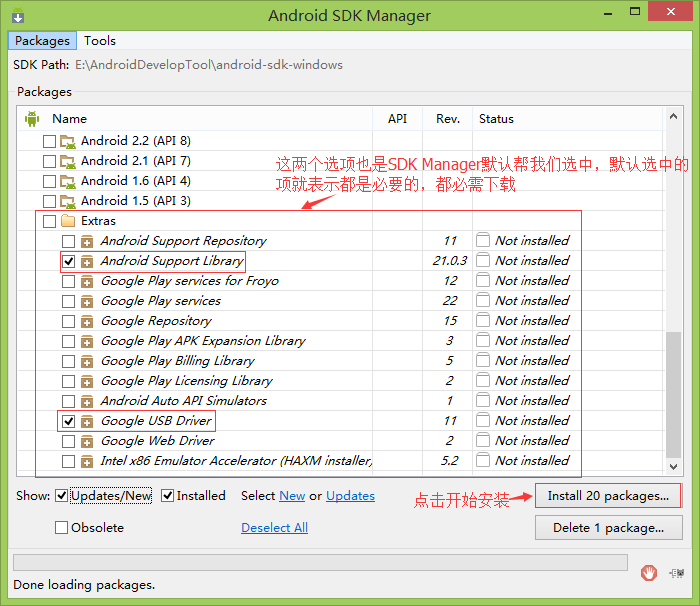 Android SDK Manager
Packages Tools
SDK Path: E:\AndroidDevelopTool\android-sdk-windows
Packages
Name API Rev. Status
Android 2.2 (API 8)
Android 2.1 (API 7)
Android 1.6 (API 4)
Android 1.5 (API 3)
这两个选项也是SDK Manager默认帮我们选中，默认选中的
项就表示都是必要的，都必需下载
Extras
Android Support Repository 11 Not installed
Android Support Library 21.0.3 Not installed
Google Play services for Froyo 12 Not installed
Google Play services 22 Not installed
Google Repository 15 Not installed
Google Play APK Expansion Library 3 Not installed
Google Play Billing Library 5 Not installed
Google Play Licensing Library 2 Not installed
Android Auto API Simulators 1 Not installed
Google USB Driver 11 Not installed
Google Web Driver 2 Not installed
Intel x86 Emulator Accelerator (HAXM installer) 5.2 Not installed
Show: Updates/New Installed Select New or Updates
点击开始安装
Install 20 packages...
Obsolete Deselect All Delete 1 package...
Done loading packages.